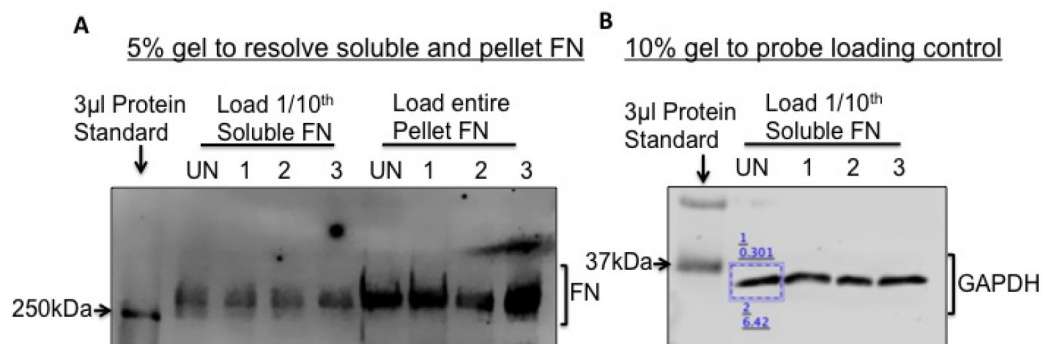 A
5% gel to resolve soluble and pellet FN
3µl Protein
Standard
Load 1/10th
Soluble FN
Load entire
Pellet FN
UN 1 2 3 UN 1 2 3
250kDa
FN
B
10% gel to probe loading control
3µl Protein
Standard
Load 1/10th
Soluble FN
UN 1 2 3
37kDa
1
0.301
2
6.42
GAPDH